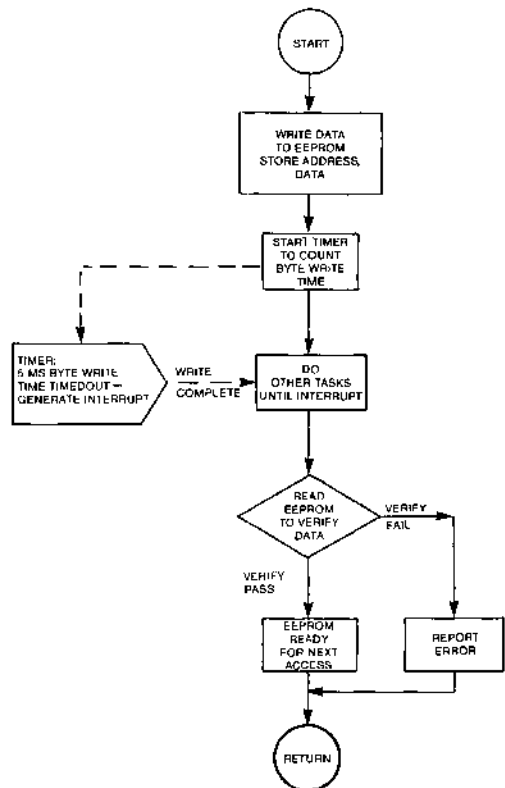 START
WRITE DATA
TO EEPROM
STORE ADDRESS,
DATA
START TIMER
TO COUNT
BYTE WRITE
TIME
TIMER:
5 MS BYTE WRITE
TIME TIMEDOUT –
GENERATE INTERRUPT
WRITE
COMPLETE
DO
OTHER TASKS
UNTIL INTERRUPT
READ
EEPROM
TO VERIFY
DATA
VERIFY
FAIL
VERIFY
PASS
EEPROM
READY
FOR NEXT
ACCESS
REPORT
ERROR
RETURN